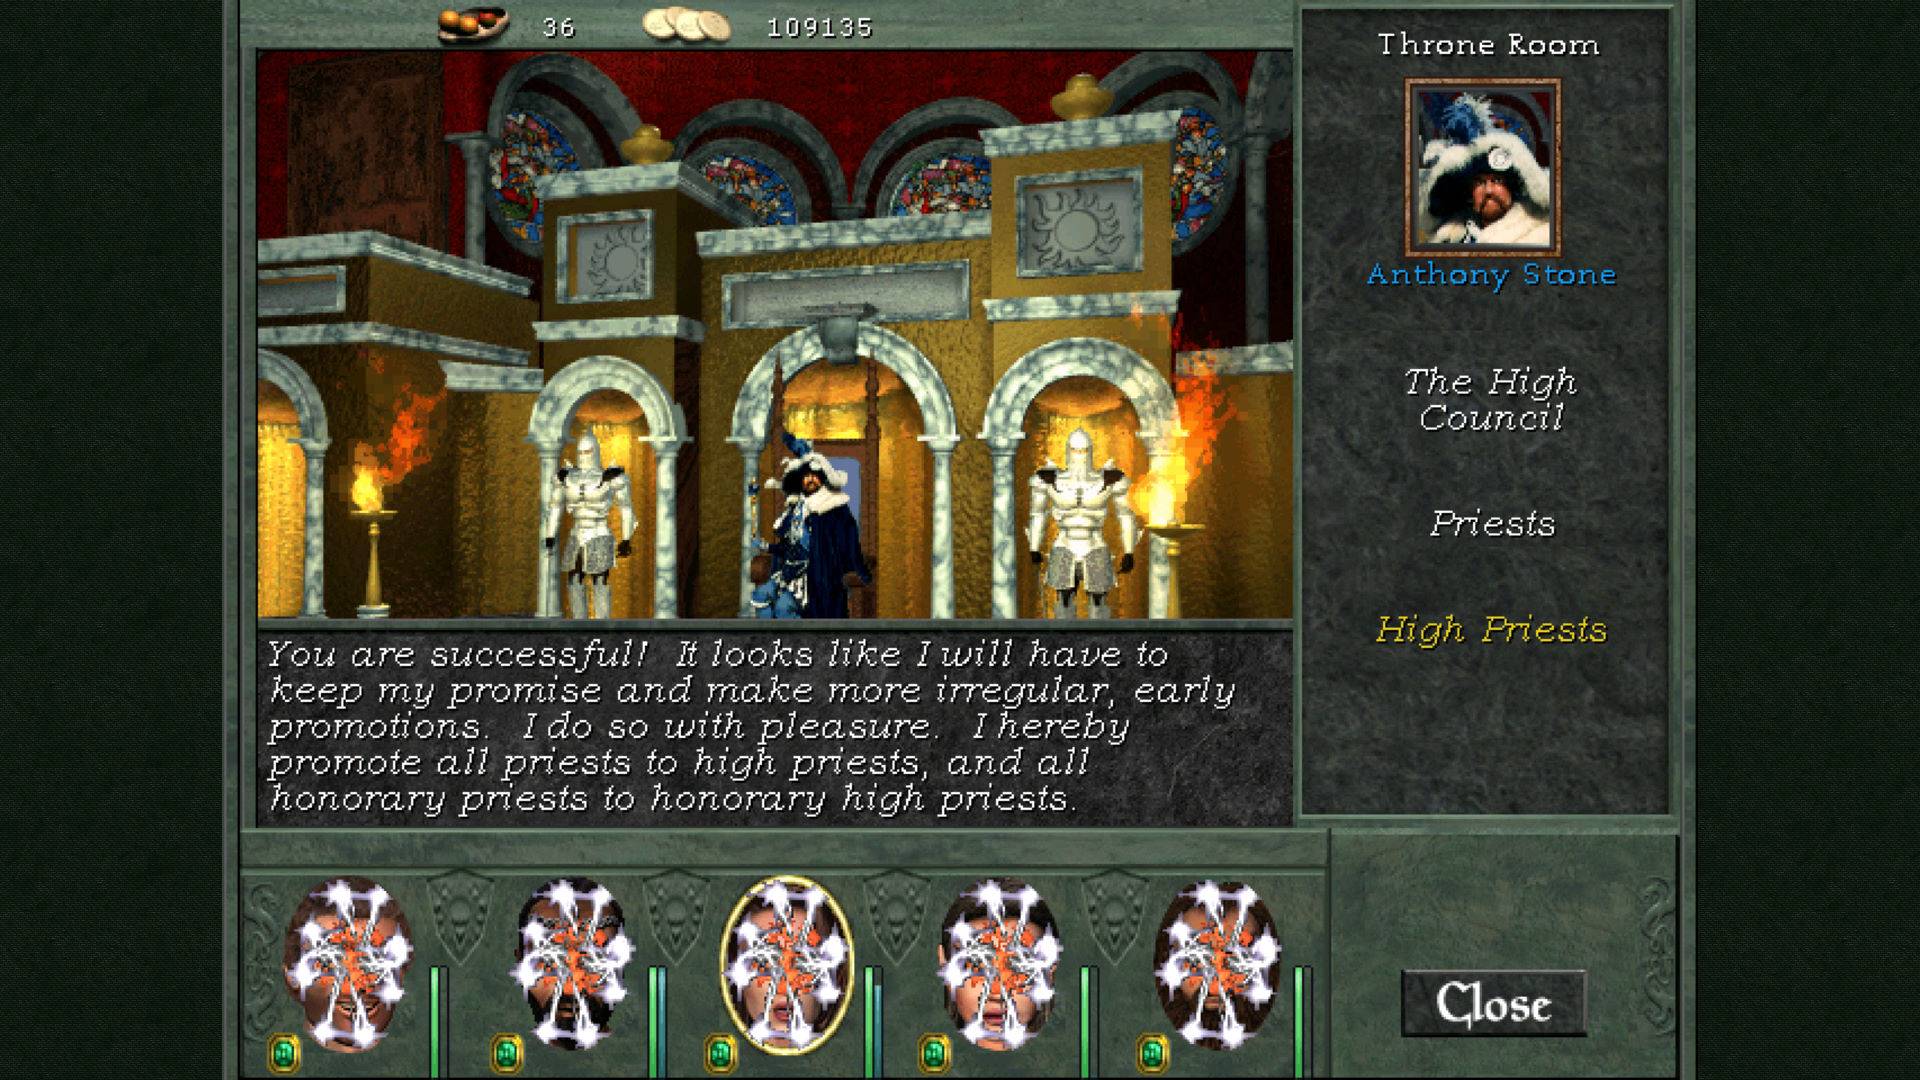 36 109135
Throne Room
Anthony Stone
The High
Council
Priests
High Priests
You are successful! It looks like I will have to
keep my promise and make more irregular, early
promotions. I do so with pleasure. I hereby
promote all priests to high priests, and all
honorary priests to honorary high priests.
Close